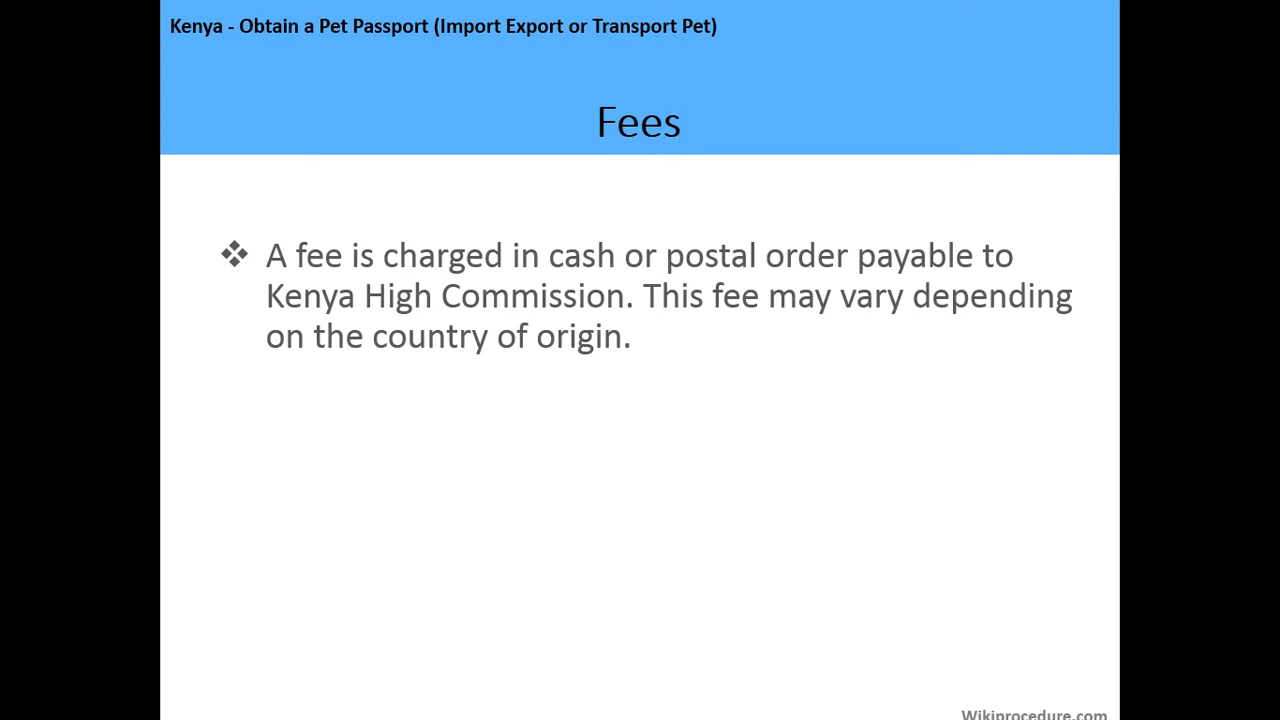 Kenya - Obtain a Pet Passport (Import Export or Transport Pet)
Fees
❖ A fee is charged in cash or postal order payable to
Kenya High Commission. This fee may vary depending
on the country of origin.
Wikiprocedure.com